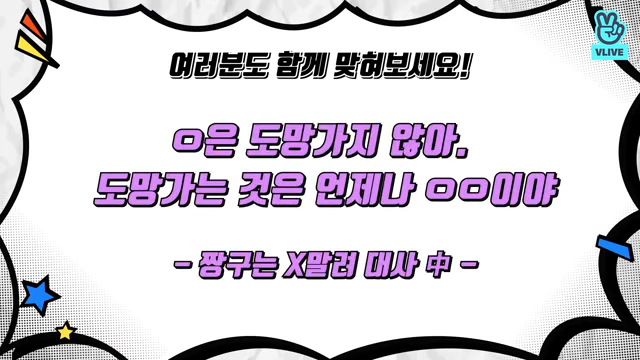 VLIVE
여러분도 함께 맞혀보세요!
ㅇ은 도망가지 않아.
도망가는 것은 언제나 ㅇㅇ이야
- 짱구는 X말려 대사 中 -